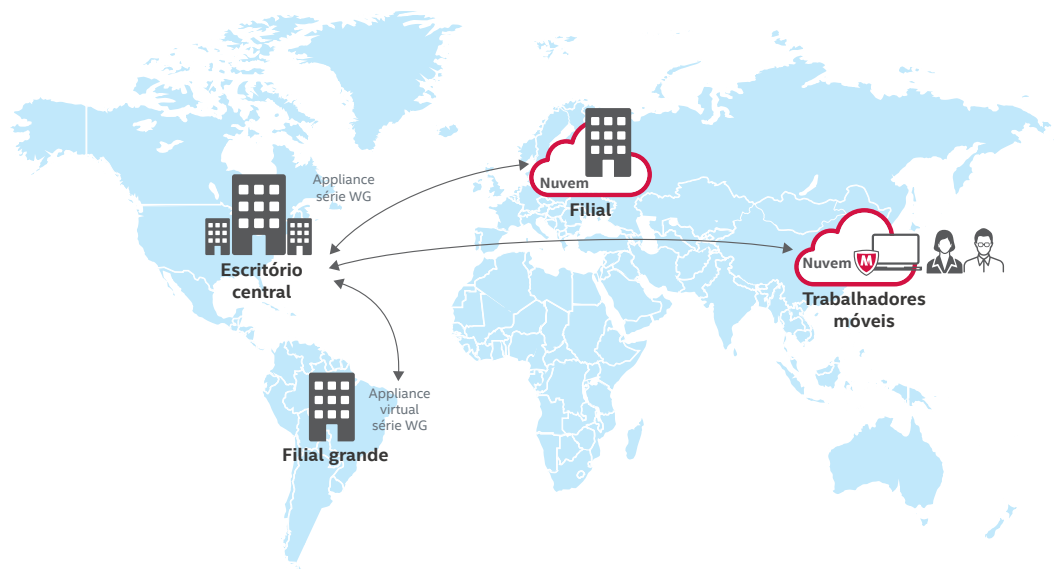 Appliance
série WG
Escritório
central
Nuvem
Filial
Nuvem
M
Trabalhadores
móveis
Appliance
virtual
série WG
Filial grande